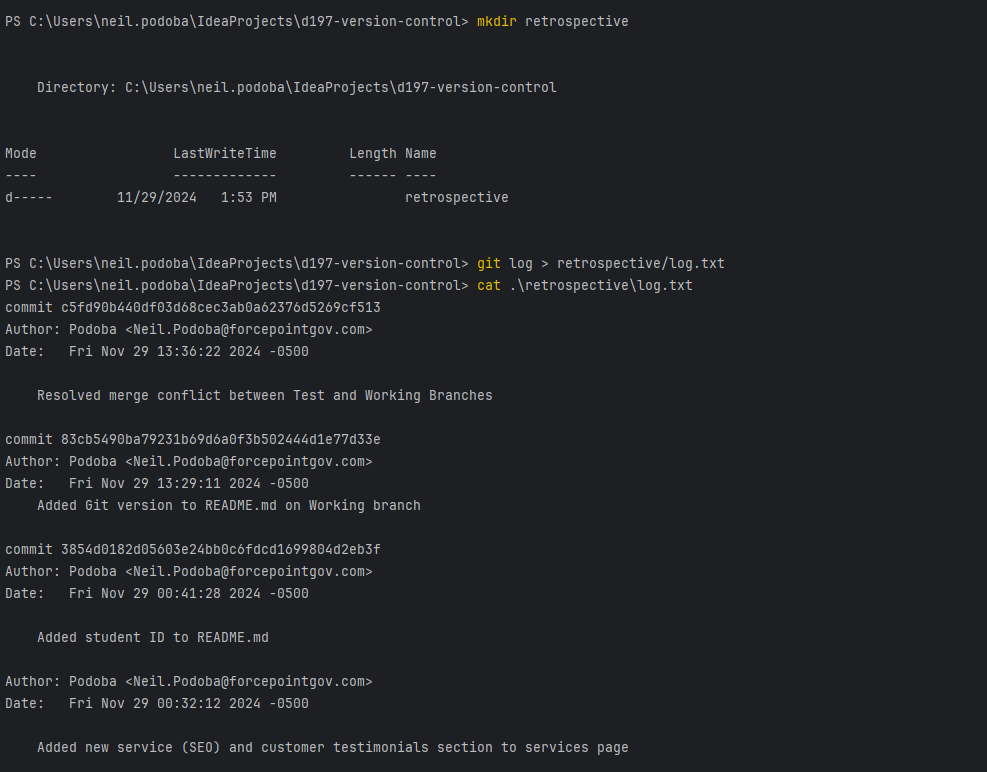 PS C:\Users\neil.podoba\IdeaProjects\d197-version-control> mkdir retrospective
Directory: C:\Users\neil.podoba\IdeaProjects\d197-version-control
Mode LastWriteTime Length Name
---- ------------- ------ ----
d----- 11/29/2024 1:53 PM retrospective
PS C:\Users\neil.podoba\IdeaProjects\d197-version-control> git log > retrospective/log.txt
PS C:\Users\neil.podoba\IdeaProjects\d197-version-control> cat .\retrospective\log.txt
commit c5fd90b440df03d68cec3ab0a62376d5269cf513
Author: Podoba <Neil.Podoba@forcepointgov.com>
Date: Fri Nov 29 13:36:22 2024 -0500
Resolved merge conflict between Test and Working Branches
commit 83cb5490ba79231b69d6a0f3b502444d1e77d33e
Author: Podoba <Neil.Podoba@forcepointgov.com>
Date: Fri Nov 29 13:29:11 2024 -0500
Added Git version to README.md on Working branch
commit 3854d0182d05603e24bb0c6fdcd1699804d2eb3f
Author: Podoba <Neil.Podoba@forcepointgov.com>
Date: Fri Nov 29 00:41:28 2024 -0500
Added student ID to README.md
Author: Podoba <Neil.Podoba@forcepointgov.com>
Date: Fri Nov 29 00:32:12 2024 -0500
Added new service (SEO) and customer testimonials section to services page